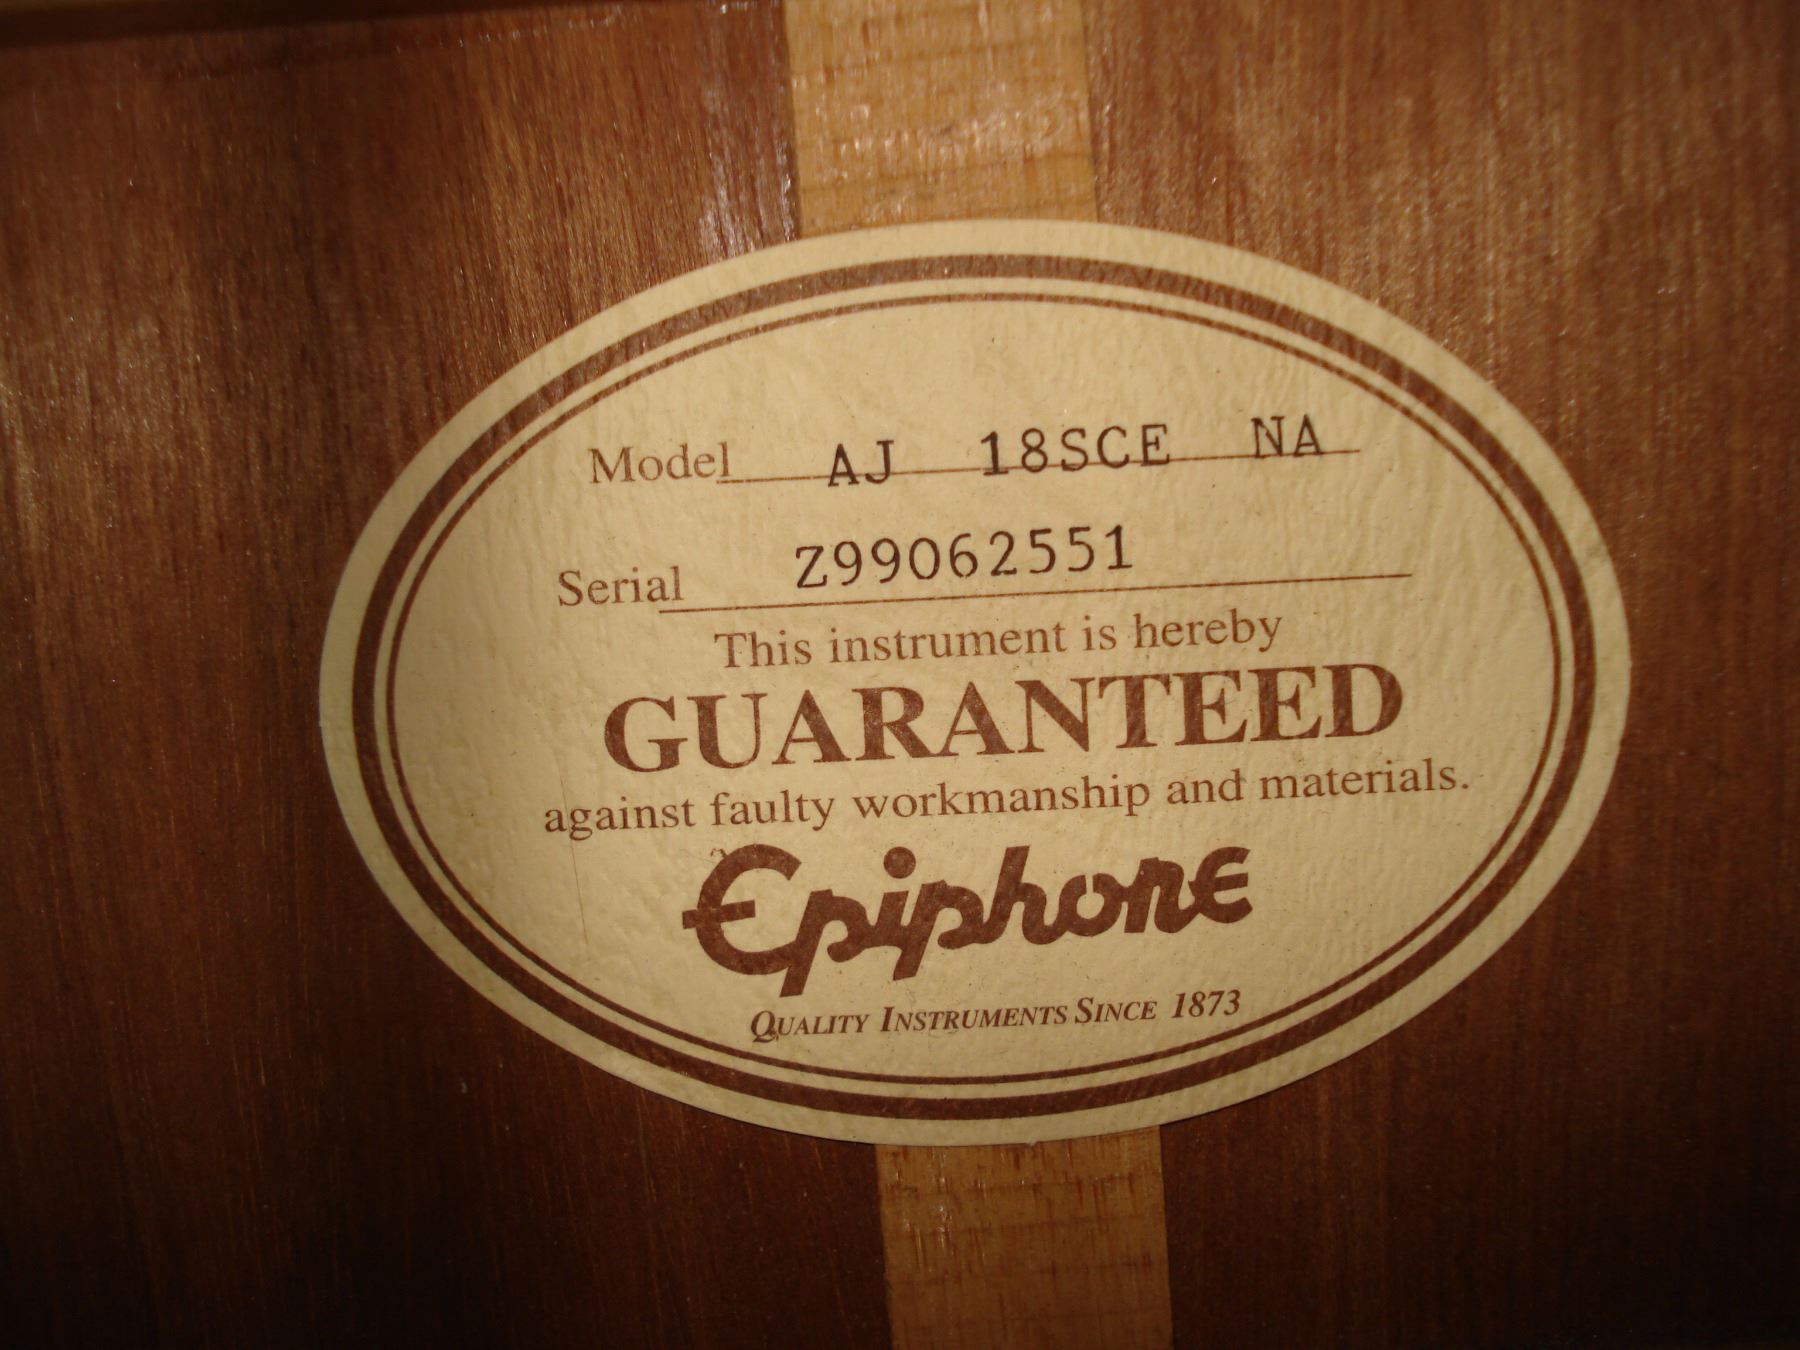 Model AJ 18SCE NA
Serial Z99062551
This instrument is hereby
GUARANTEED
against faulty workmanship and materials.
Epiphone
QUALITY INSTRUMENTS SINCE 1873